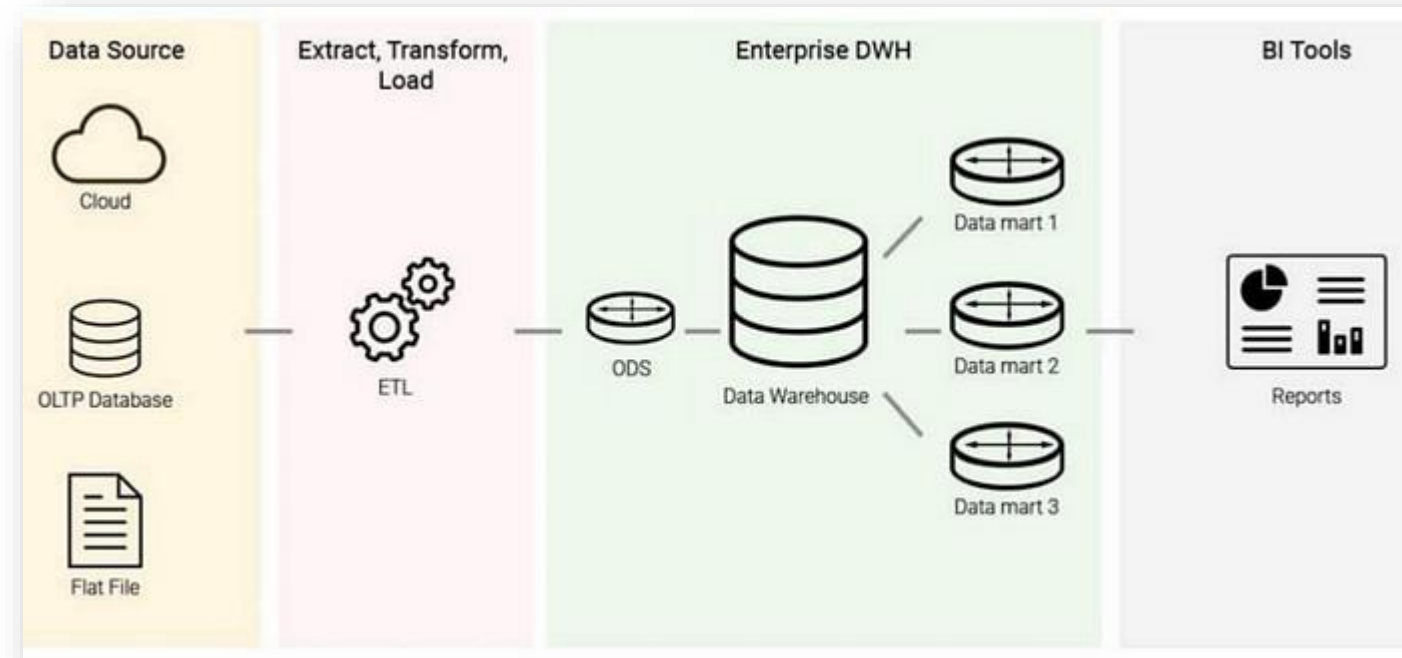 Data Source
Extract, Transform,
Load
Enterprise DWH
BI Tools
Cloud
OLTP Database
Flat File
ETL
ODS
Data Warehouse
Data mart 1
Data mart 2
Data mart 3
Reports